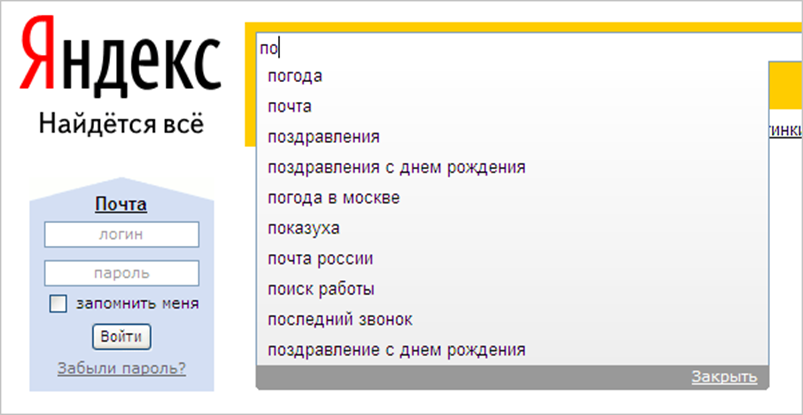 Яндекс
Найдётся всё
по
погода
почта
поздравления
поздравления с днем рождения
погода в москве
показуха
почта россии
поиск работы
последний звонок
поздравление с днем рождения
Закрыть
Почта
логин
пароль
запомнить меня
Войти
Забыли пароль?